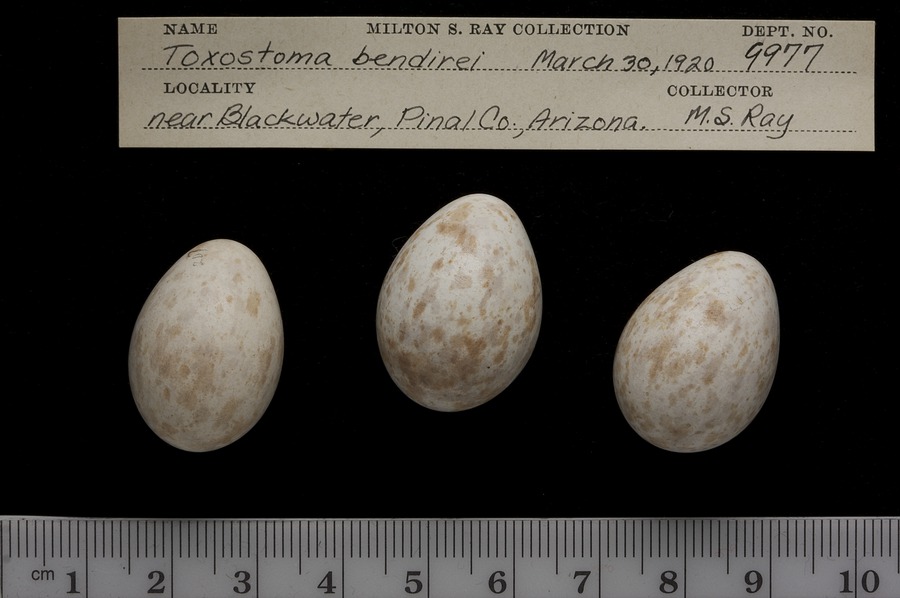 NAME MILTON S. RAY COLLECTION DEPT. NO.
Toxostoma bendirei March 30, 1920 9977
LOCALITY COLLECTOR
near Blackwater, Pinal Co., Arizona. M.S. Ray
cm 1 2 3 4 5 6 7 8 9 10